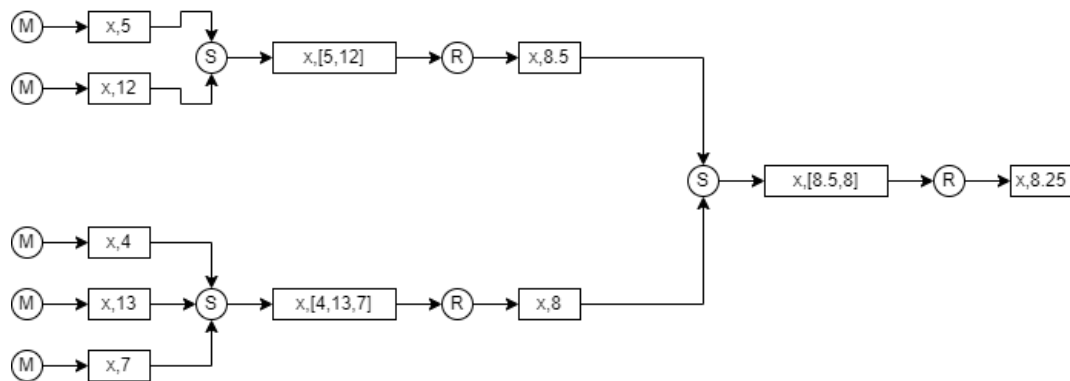 M x,5
S x,[5,12] R x,8.5
M x,12
S x,[8.5,8] R x,8.25
M x,4
M x,13 S x,[4,13,7] R x,8
M x,7